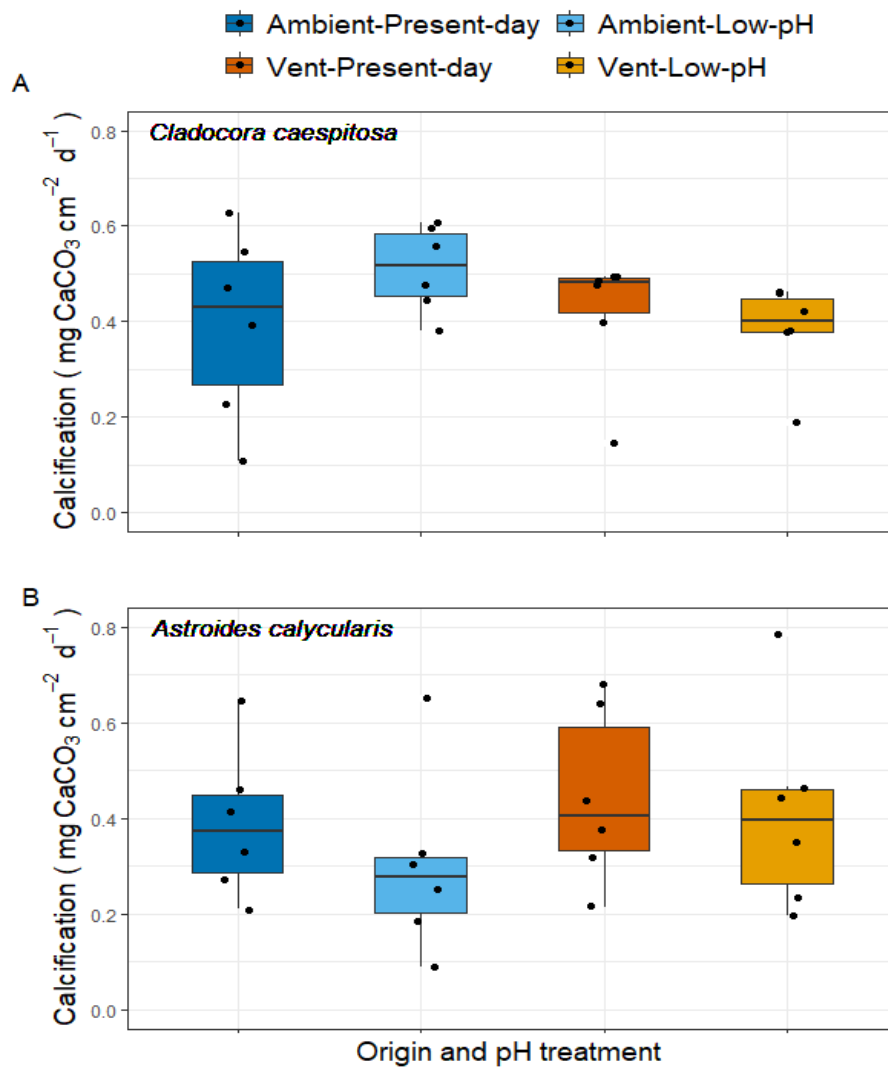 Ambient-Present-day Ambient-Low-pH
Vent-Present-day Vent-Low-pH
A
Cladocora caespitosa
Calcification ( mg CaCO₃ cm⁻² d⁻¹ )
0.8
0.6
0.4
0.2
0.0
B
Astroides calycularis
Calcification ( mg CaCO₃ cm⁻² d⁻¹ )
0.8
0.6
0.4
0.2
0.0
Origin and pH treatment